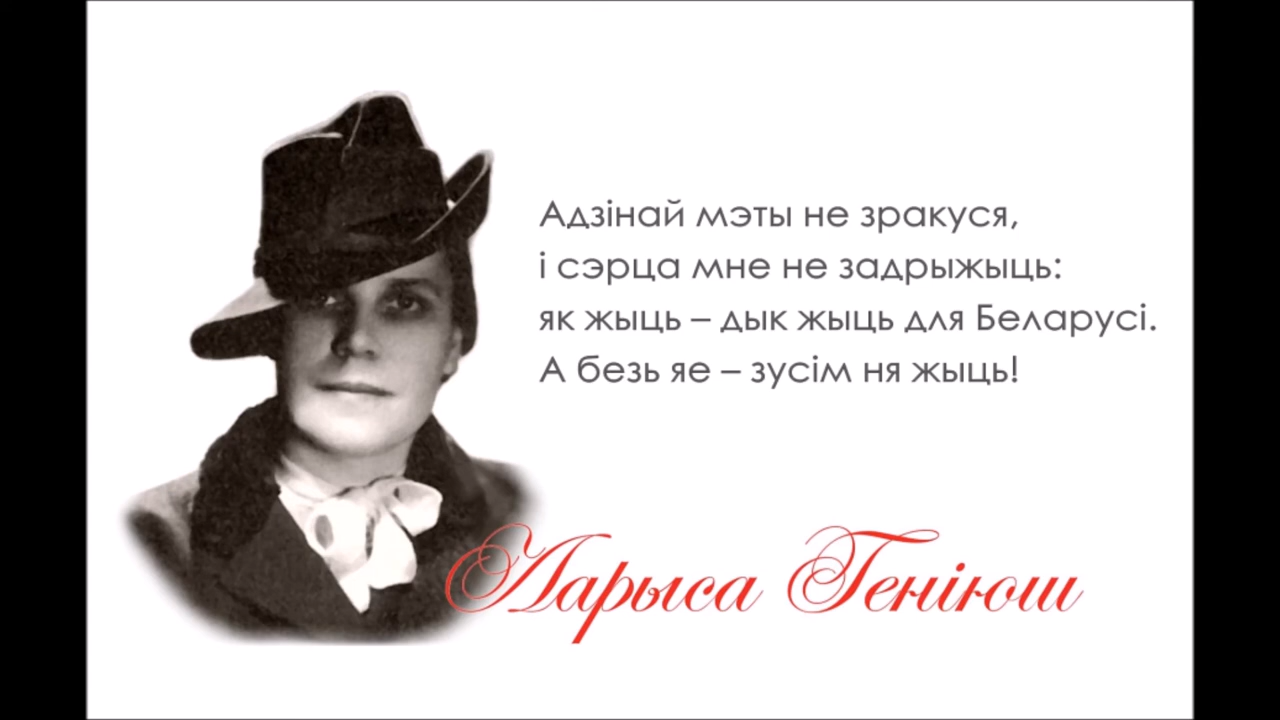 Адзінай мэты не зракуся,
і сэрца мне не задрыжыць:
як жыць – дык жыць для Беларусі.
А безь яе – зусім ня жыць!
Ларыса Геніюш